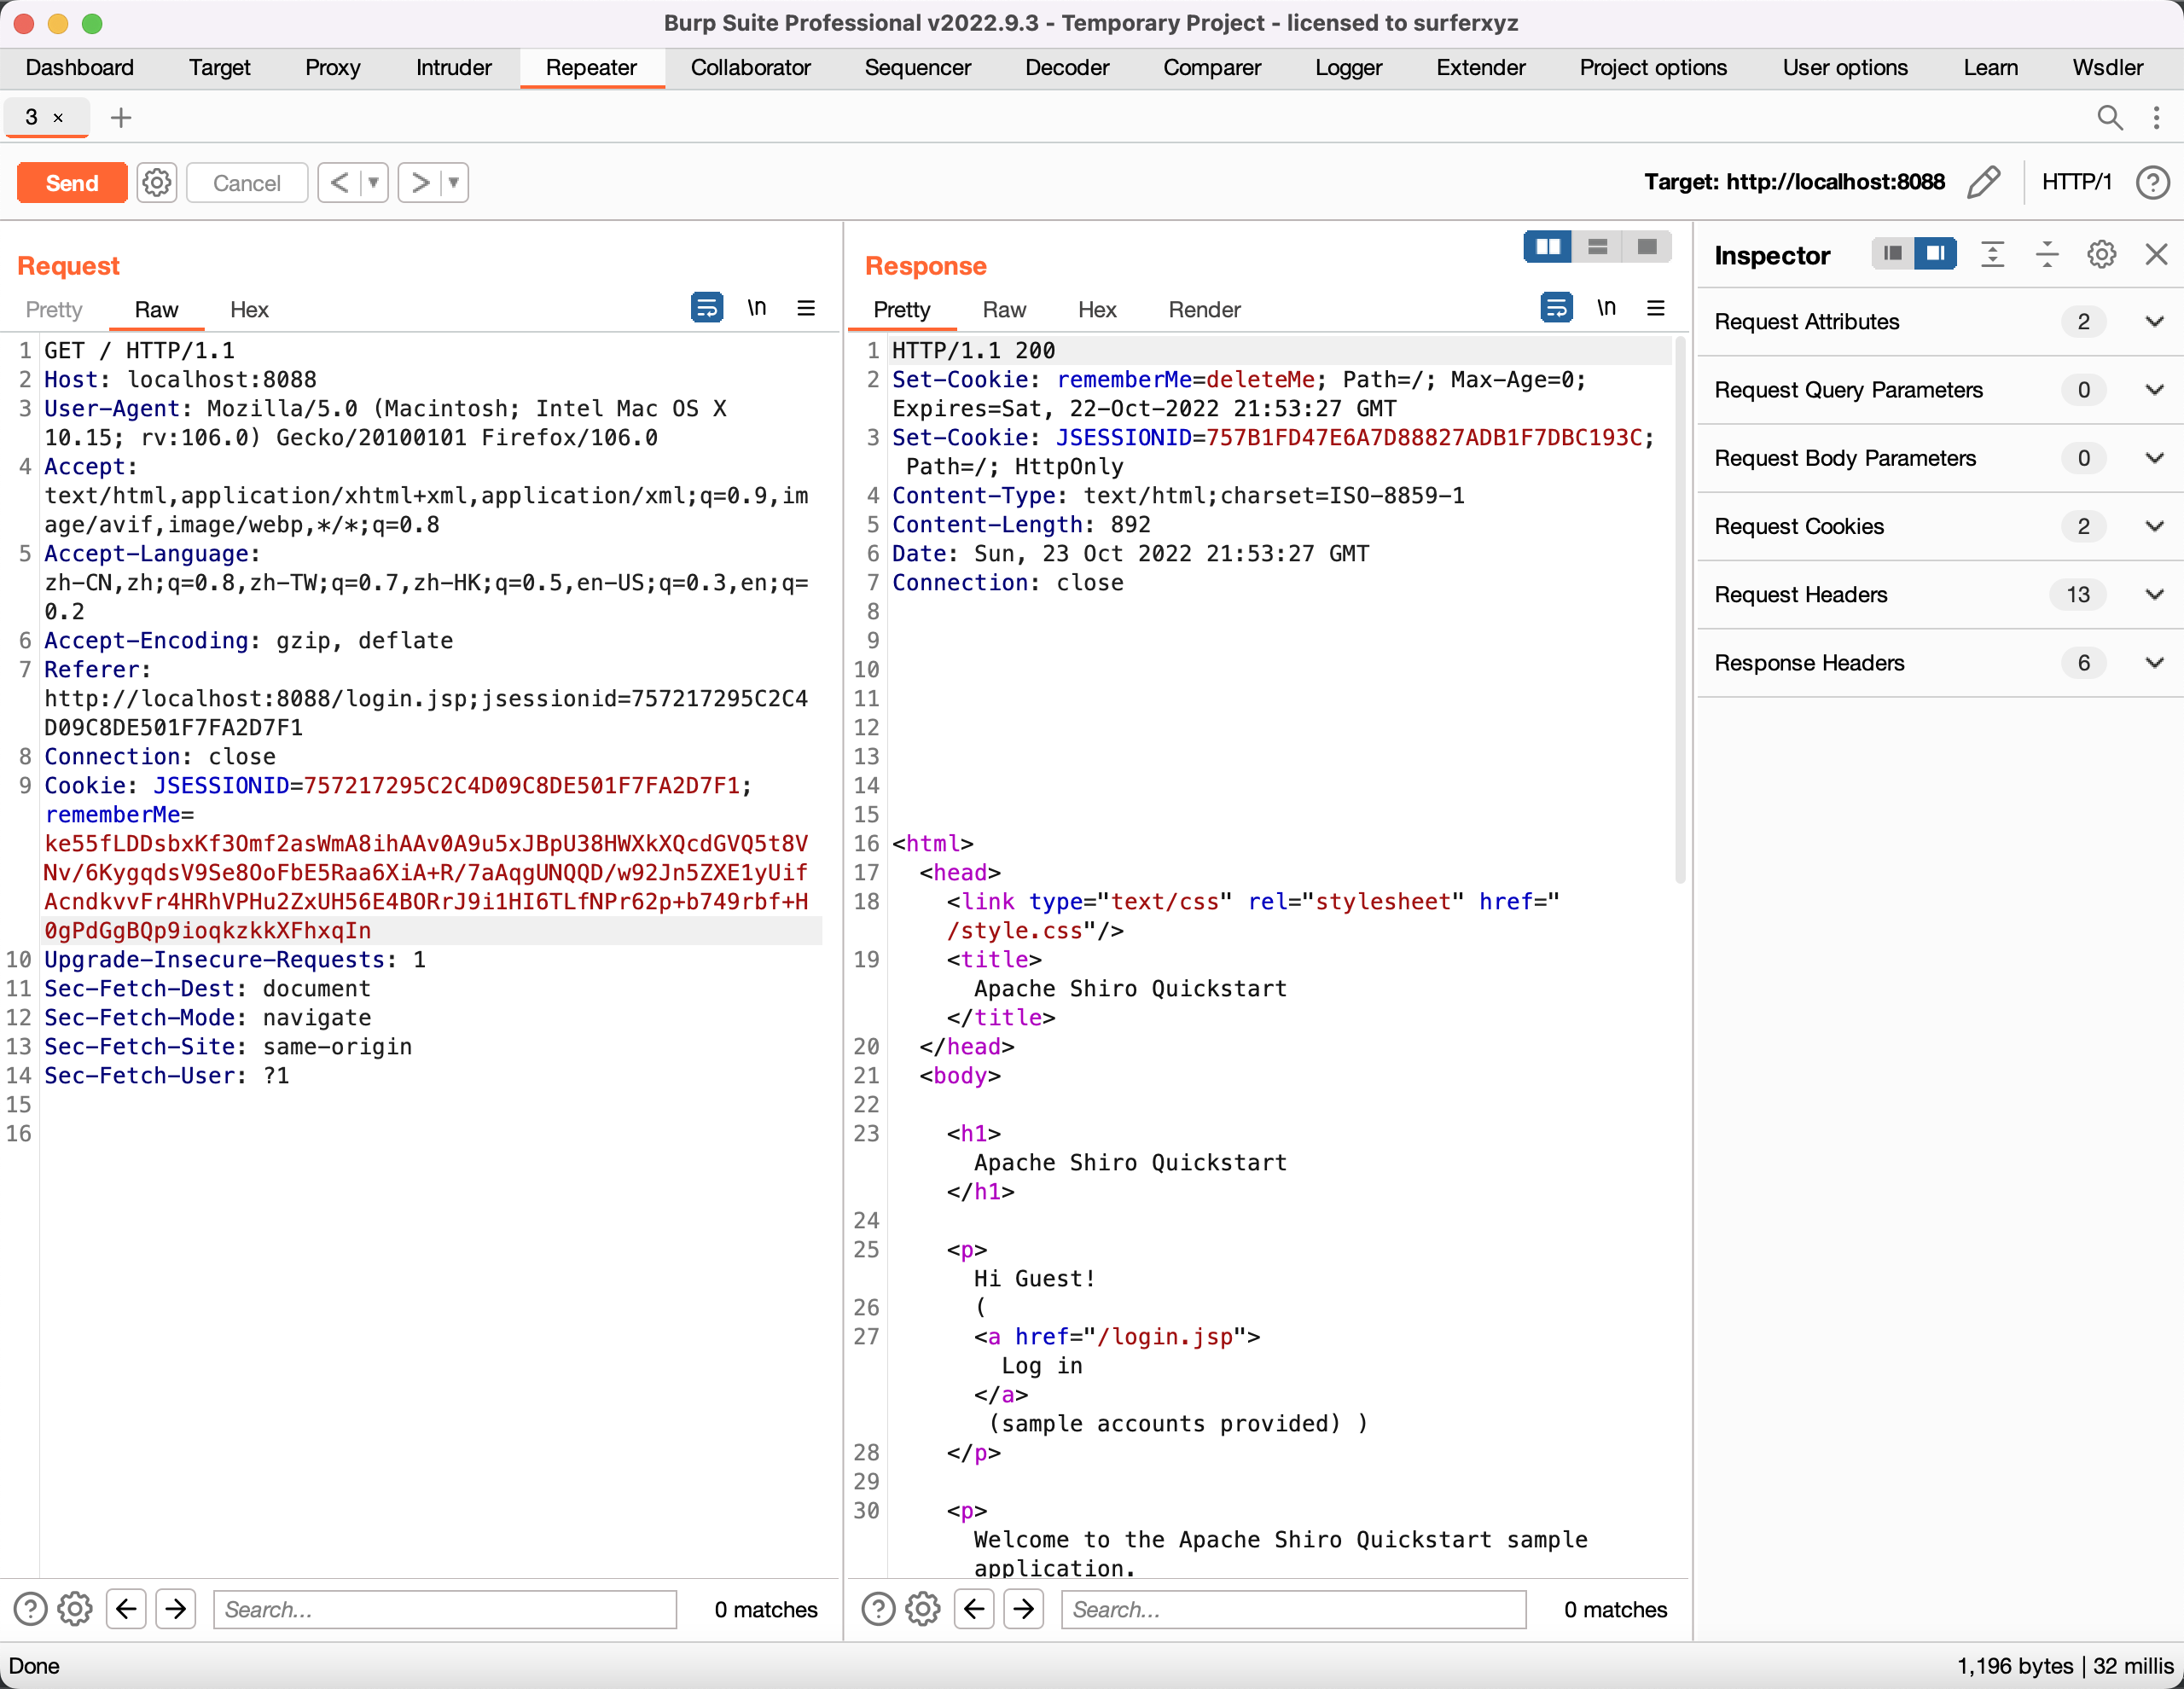 Burp Suite Professional v2022.9.3 - Temporary Project - licensed to surferxyz
Dashboard Target Proxy Intruder Repeater Collaborator Sequencer Decoder Comparer Logger Extender Project options User options Learn Wsdler
3 ×
Send Cancel Target: http://localhost:8088 HTTP/1
Request
Pretty Raw Hex \n
1 GET / HTTP/1.1
2 Host: localhost:8088
3 User-Agent: Mozilla/5.0 (Macintosh; Intel Mac OS X
10.15; rv:106.0) Gecko/20100101 Firefox/106.0
4 Accept:
text/html,application/xhtml+xml,application/xml;q=0.9,im
age/avif,image/webp,*/*;q=0.8
5 Accept-Language:
zh-CN,zh;q=0.8,zh-TW;q=0.7,zh-HK;q=0.5,en-US;q=0.3,en;q=
0.2
6 Accept-Encoding: gzip, deflate
7 Referer:
http://localhost:8088/login.jsp;jsessionid=757217295C2C4
D09C8DE501F7FA2D7F1
8 Connection: close
9 Cookie: JSESSIONID=757217295C2C4D09C8DE501F7FA2D7F1;
rememberMe=
ke55fLDDsbxKf3Omf2asWmA8ihAAv0A9u5xJBpU38HWXkXQcdGVQ5t8V
Nv/6KygqdsV9Se8OoFbE5Raa6XiA+R/7aAqgUNQQD/w92Jn5ZXE1yUif
AcndkvvFr4HRhVPHu2ZxUH56E4BORrJ9i1HI6TLfNPr62p+b749rbf+H
0gPdGgBQp9ioqkzkkXFhxqIn
10 Upgrade-Insecure-Requests: 1
11 Sec-Fetch-Dest: document
12 Sec-Fetch-Mode: navigate
13 Sec-Fetch-Site: same-origin
14 Sec-Fetch-User: ?1
15
16
Search... 0 matches
Response
Pretty Raw Hex Render \n
1 HTTP/1.1 200
2 Set-Cookie: rememberMe=deleteMe; Path=/; Max-Age=0;
Expires=Sat, 22-Oct-2022 21:53:27 GMT
3 Set-Cookie: JSESSIONID=757B1FD47E6A7D88827ADB1F7DBC193C;
Path=/; HttpOnly
4 Content-Type: text/html;charset=ISO-8859-1
5 Content-Length: 892
6 Date: Sun, 23 Oct 2022 21:53:27 GMT
7 Connection: close
8
9
10
11
12
13
14
15
16 <html>
17 <head>
18 <link type="text/css" rel="stylesheet" href="
/style.css"/>
19 <title>
Apache Shiro Quickstart
</title>
20 </head>
21 <body>
22
23 <h1>
Apache Shiro Quickstart
</h1>
24
25 <p>
Hi Guest!
26 (
27 <a href="/login.jsp">
Log in
</a>
(sample accounts provided) )
28 </p>
29
30 <p>
Welcome to the Apache Shiro Quickstart sample
application.
Search... 0 matches
Inspector
Request Attributes 2
Request Query Parameters 0
Request Body Parameters 0
Request Cookies 2
Request Headers 13
Response Headers 6
Done 1,196 bytes | 32 millis